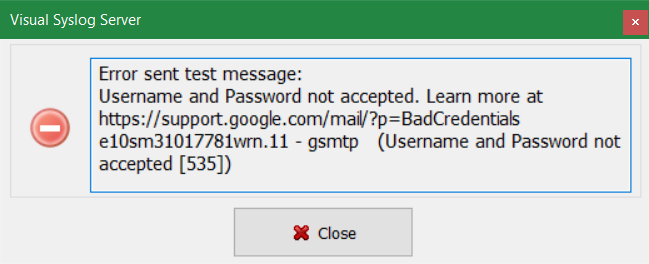 Visual Syslog Server
Error sent test message:
Username and Password not accepted. Learn more at
https://support.google.com/mail/?p=BadCredentials
e10sm31017781wrn.11 - gsmtp   (Username and Password not
accepted [535])
Close